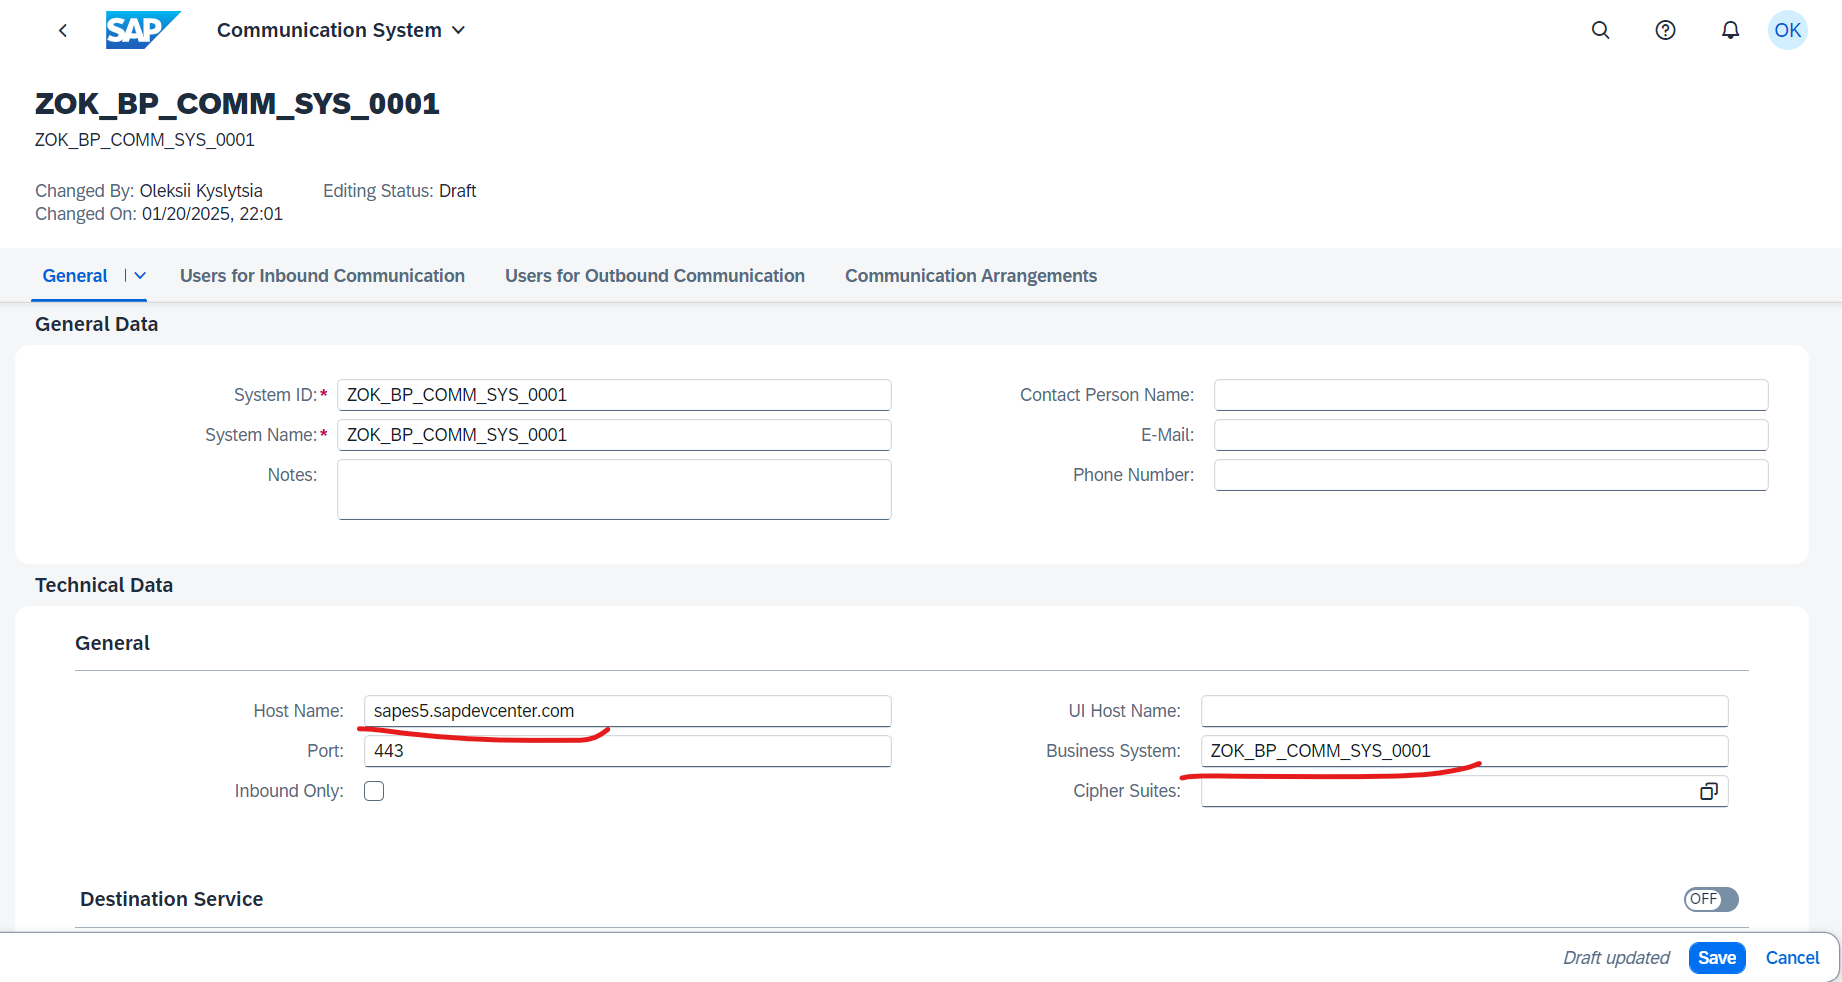 SAP Communication System
OK
ZOK_BP_COMM_SYS_0001
ZOK_BP_COMM_SYS_0001
Changed By: Oleksii Kyslytsia Editing Status: Draft
Changed On: 01/20/2025, 22:01
General Users for Inbound Communication Users for Outbound Communication Communication Arrangements
General Data
System ID:* ZOK_BP_COMM_SYS_0001 Contact Person Name:
System Name:* ZOK_BP_COMM_SYS_0001 E-Mail:
Notes: Phone Number:
Technical Data
General
Host Name: sapes5.sapdevcenter.com UI Host Name:
Port: 443 Business System: ZOK_BP_COMM_SYS_0001
Inbound Only: Cipher Suites:
Destination Service OFF
Draft updated Save Cancel